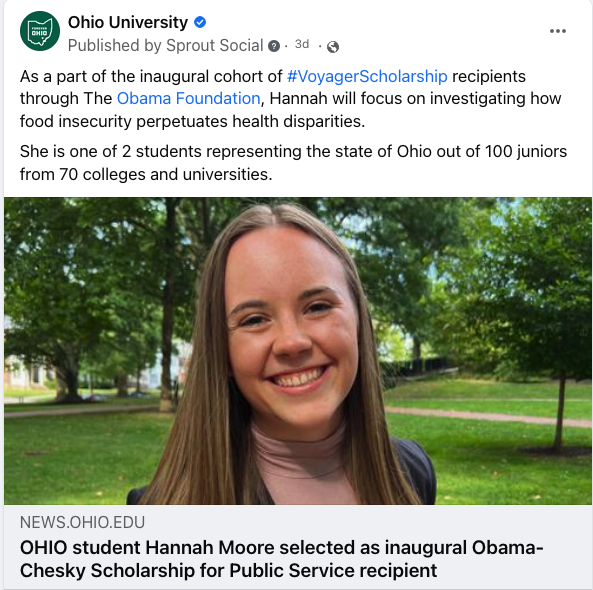 FOREVER
OHIO
Ohio University
Published by Sprout Social · 3d ·
As a part of the inaugural cohort of #VoyagerScholarship recipients
through The Obama Foundation, Hannah will focus on investigating how
food insecurity perpetuates health disparities.
She is one of 2 students representing the state of Ohio out of 100 juniors
from 70 colleges and universities.
NEWS.OHIO.EDU
OHIO student Hannah Moore selected as inaugural Obama-
Chesky Scholarship for Public Service recipient